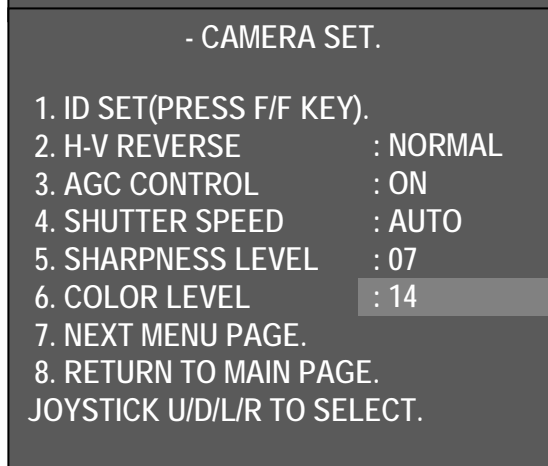 - CAMERA SET.
1. ID SET(PRESS F/F KEY).
2. H-V REVERSE : NORMAL
3. AGC CONTROL : ON
4. SHUTTER SPEED : AUTO
5. SHARPNESS LEVEL : 07
6. COLOR LEVEL : 14
7. NEXT MENU PAGE.
8. RETURN TO MAIN PAGE.
JOYSTICK U/D/L/R TO SELECT.